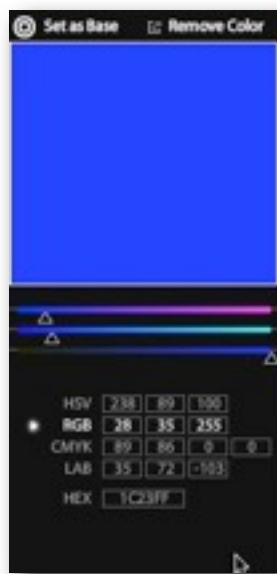 Set as Base Remove Color
HSV 238 89 100
RGB 28 35 255
CMYK 89 86 0 0
LAB 35 72 -103
HEX 1C23FF